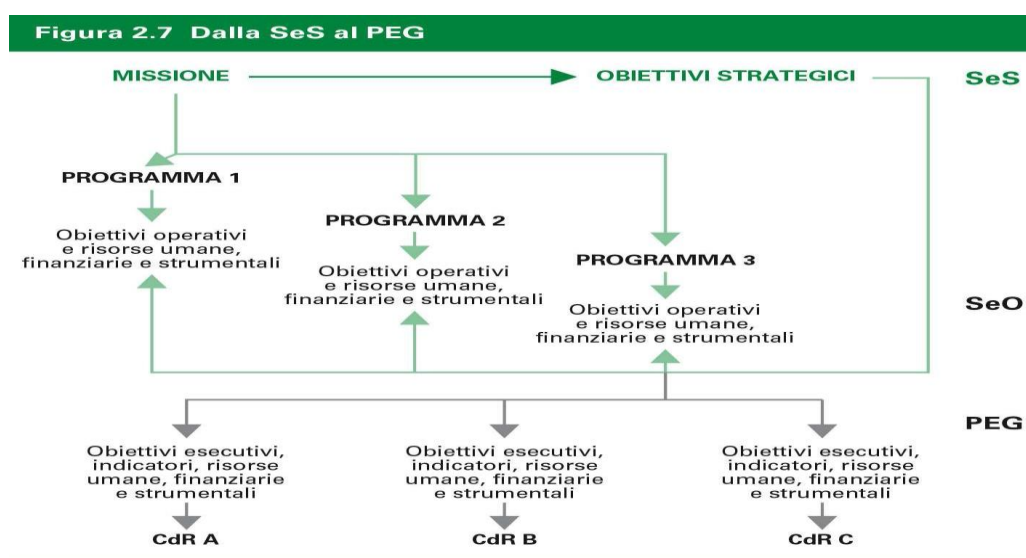 Figura 2.7 Dalla SeS al PEG
MISSIONE
OBIETTIVI STRATEGICI
SeS
PROGRAMMA 1
Obiettivi operativi
e risorse umane,
finanziarie e strumentali
PROGRAMMA 2
Obiettivi operativi
e risorse umane,
finanziarie e strumentali
PROGRAMMA 3
Obiettivi operativi
e risorse umane,
finanziarie e strumentali
SeO
PEG
Obiettivi esecutivi,
indicatori, risorse
umane, finanziarie
e strumentali
CdR A
Obiettivi esecutivi,
indicatori, risorse
umane, finanziarie
e strumentali
CdR B
Obiettivi esecutivi,
indicatori, risorse
umane, finanziarie
e strumentali
CdR C